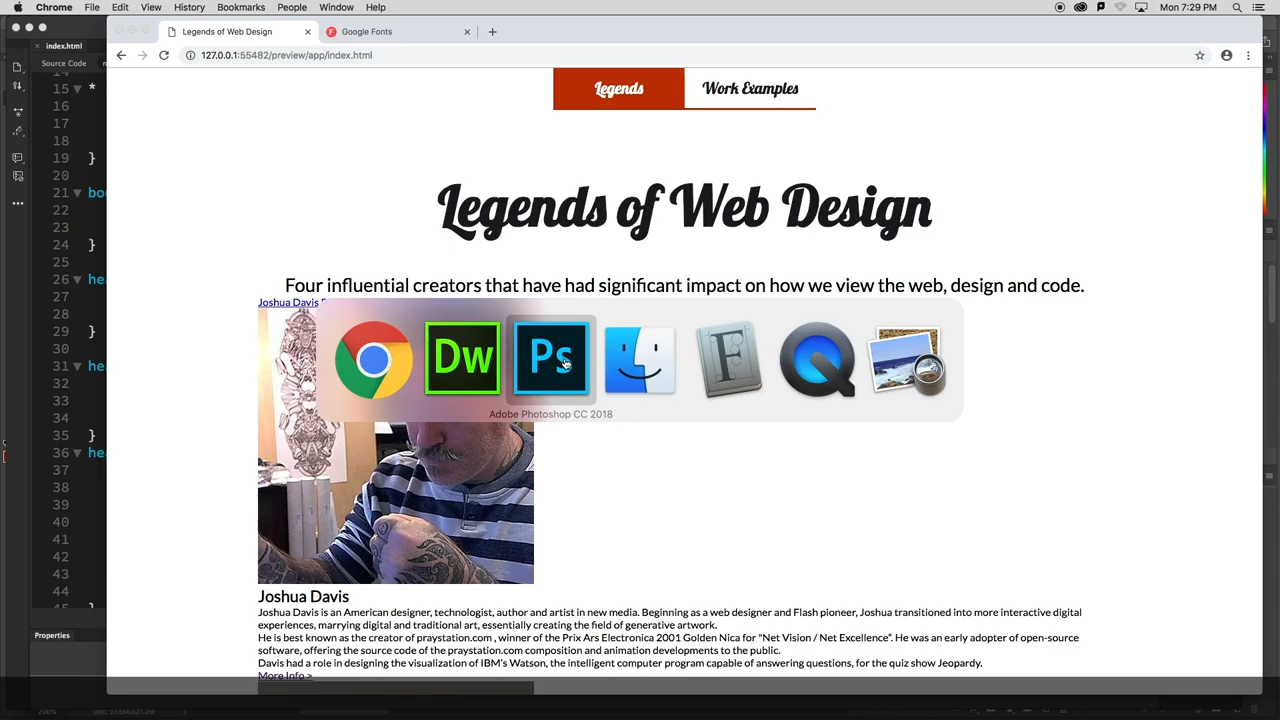 Chrome File Edit View History Bookmarks People Window Help Mon 7:29 PM
index.html
Legends of Web Design
Google Fonts
Source Code
127.0.0.1:55482/preview/app/index.html
Legends Work Examples
15 *
16
17
18
19 }
20
21 bod
22
23
24 }
25
26 hea
27
28
29 }
30
31 hea
32
33
34
35 }
36 hea
37
38
39
40
41
42
43
44
Legends of Web Design
Four influential creators that have had significant impact on how we view the web, design and code.
Joshua Davis
Dw Ps
Adobe Photoshop CC 2018
Joshua Davis
Joshua Davis is an American designer, technologist, author and artist in new media. Beginning as a web designer and Flash pioneer, Joshua transitioned into more interactive digital
experiences, marrying digital and traditional art, essentially creating the field of generative artwork.
He is best known as the creator of praystation.com , winner of the Prix Ars Electronica 2001 Golden Nica for "Net Vision / Net Excellence". He was an early adopter of open-source
software, offering the source code of the praystation.com composition and animation developments to the public.
Davis had a role in designing the visualization of IBM's Watson, the intelligent computer program capable of answering questions, for the quiz show Jeopardy.
More Info >
Properties
200%